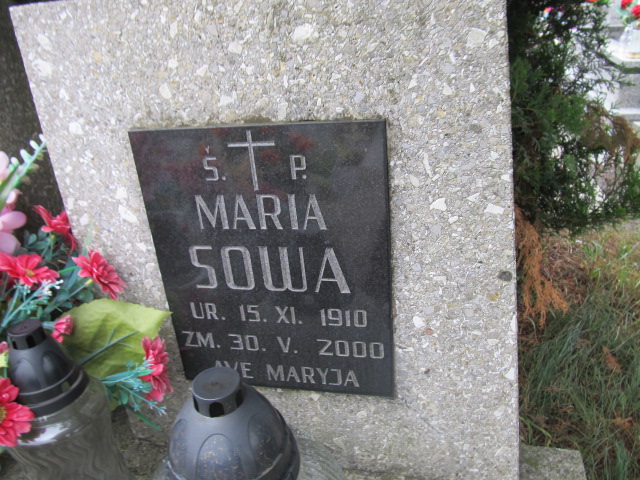 Ś. P.
MARIA
SOWA
UR. 15. XI. 1910
ZM. 30. V. 2000
AVE MARYJA